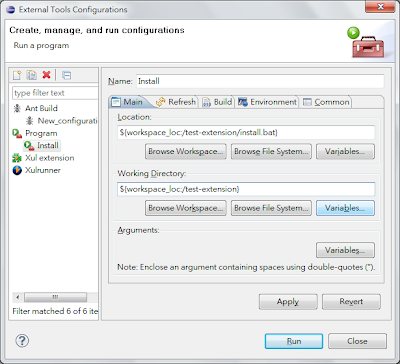 External Tools Configurations
Create, manage, and run configurations
Run a program
type filter text
Ant Build
New_configuratio
Program
Install
Xul extension
Xulrunner
Filter matched 6 of 6 ite
Name: Install
Main Refresh Build Environment Common
Location:
${workspace_loc:/test-extension/install.bat}
Browse Workspace... Browse File System... Variables...
Working Directory:
${workspace_loc:/test-extension}
Browse Workspace... Browse File System... Variables...
Arguments:
Variables...
Note: Enclose an argument containing spaces using double-quotes (").
Apply Revert
Run Close